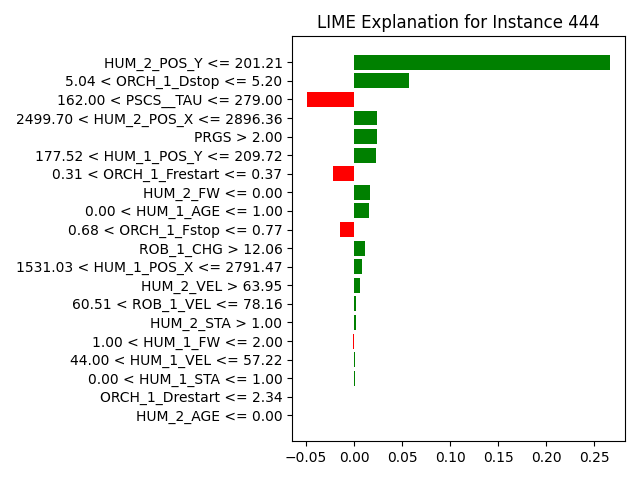 LIME Explanation for Instance 444
HUM_2_POS_Y <= 201.21
5.04 < ORCH_1_Dstop <= 5.20
162.00 < PSCS__TAU <= 279.00
2499.70 < HUM_2_POS_X <= 2896.36
PRGS > 2.00
177.52 < HUM_1_POS_Y <= 209.72
0.31 < ORCH_1_Frestart <= 0.37
HUM_2_FW <= 0.00
0.00 < HUM_1_AGE <= 1.00
0.68 < ORCH_1_Fstop <= 0.77
ROB_1_CHG > 12.06
1531.03 < HUM_1_POS_X <= 2791.47
HUM_2_VEL > 63.95
60.51 < ROB_1_VEL <= 78.16
HUM_2_STA > 1.00
1.00 < HUM_1_FW <= 2.00
44.00 < HUM_1_VEL <= 57.22
0.00 < HUM_1_STA <= 1.00
ORCH_1_Drestart <= 2.34
HUM_2_AGE <= 0.00
−0.05 0.00 0.05 0.10 0.15 0.20 0.25